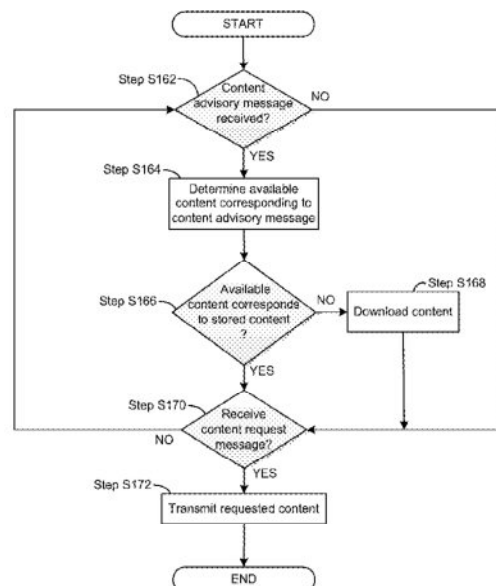 START
Step S162
Content
advisory message
received?
NO
YES
Step S164
Determine available
content corresponding to
content advisory message
Step S166
Available
content corresponds
to stored content
?
NO
Step S168
Download content
YES
Step S170
Receive
content request
message?
NO
YES
Step S172
Transmit requested content
END